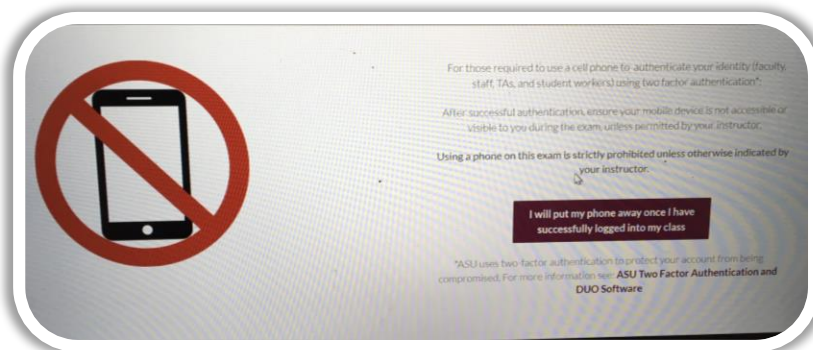 For those required to use a cell phone to authenticate your identity (faculty,
staff, TAs, and student workers) using two factor authentication*:
After successful authentication, ensure your mobile device is not accessible or
visible to you during the exam unless permitted by your instructor.
Using a phone on this exam is strictly prohibited unless otherwise indicated by
your instructor.
I will put my phone away once I have
successfully logged into my class
*ASU uses two-factor authentication to protect your account from being
compromised. For more information see: ASU Two Factor Authentication and
DUO Software